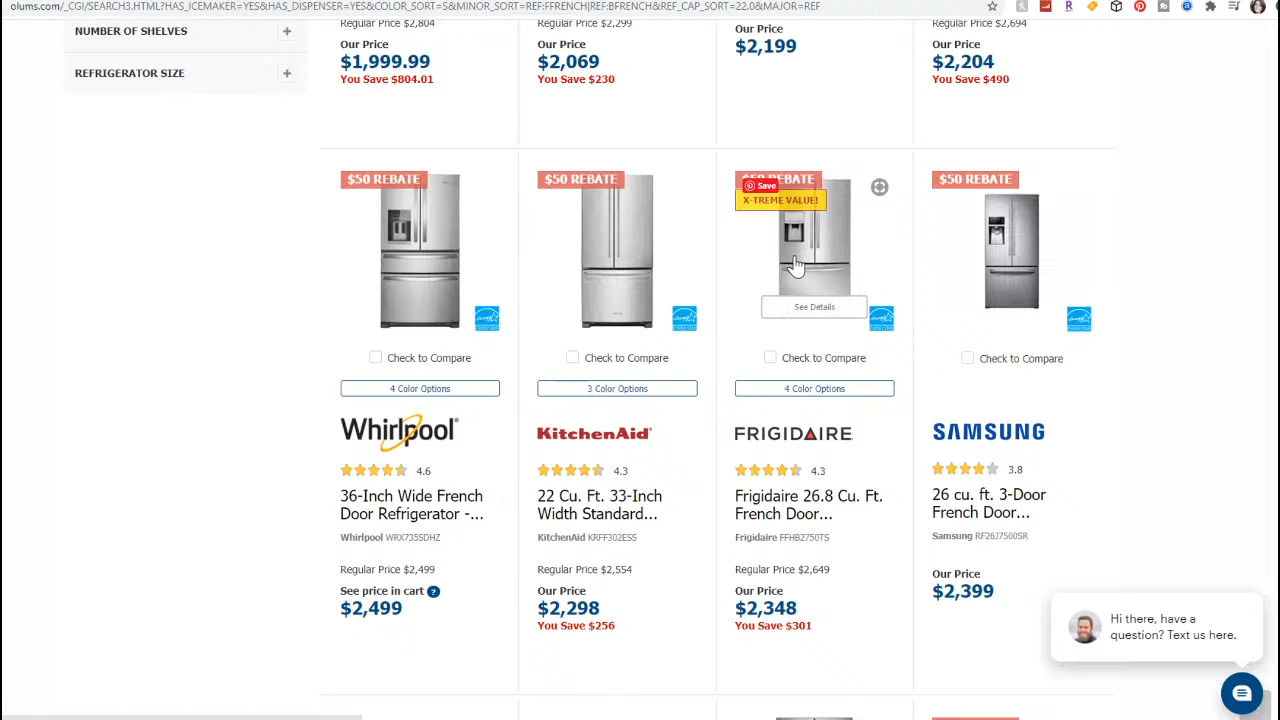 olums.com/_CGI/SEARCH3.HTML?HAS_ICEMAKER=YES&HAS_DISPENSER=YES&COLOR_SORT=S&MINOR_SORT=REF:FFRENCH|REF:BFRENCH&REF_CAP_SORT=22.0&MAJOR=REF
NUMBER OF SHELVES
REFRIGERATOR SIZE
Regular Price $2,804
Our Price
$1,999.99
You Save $804.01
Regular Price $2,299
Our Price
$2,069
You Save $230
Our Price
$2,199
Regular Price $2,694
Our Price
$2,204
You Save $490
$50 REBATE
Check to Compare
4 Color Options
Whirlpool
4.6
36-Inch Wide French
Door Refrigerator -...
Whirlpool WRX735SDHZ
Regular Price $2,499
See price in cart ?
$2,499
$50 REBATE
Check to Compare
3 Color Options
KitchenAid
4.3
22 Cu. Ft. 33-Inch
Width Standard...
KitchenAid KRFF302ESS
Regular Price $2,554
Our Price
$2,298
You Save $256
$50 REBATE
Save
X-TREME VALUE!
See Details
Check to Compare
4 Color Options
FRIGIDAIRE
4.3
Frigidaire 26.8 Cu. Ft.
French Door...
Frigidaire FFHB2750TS
Regular Price $2,649
Our Price
$2,348
You Save $301
$50 REBATE
Check to Compare
SAMSUNG
3.8
26 cu. ft. 3-Door
French Door...
Samsung RF26J7500SR
Our Price
$2,399
Hi there, have a
question? Text us here.